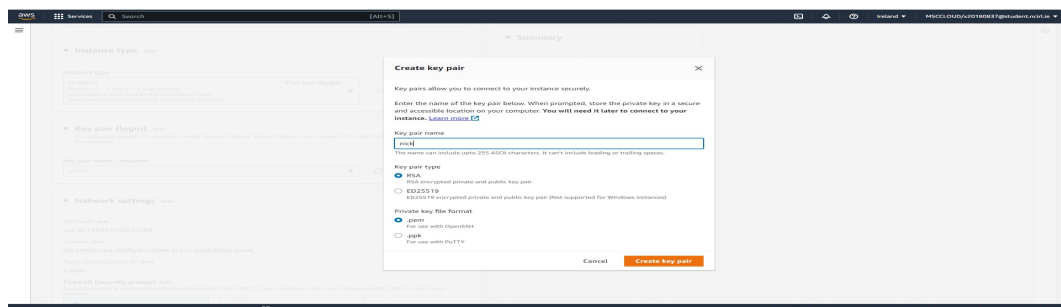 aws
Services
Search
[Alt+S]
Ireland
MSCCLOUD/x20180837@student.ncirl.ie
Summary
Instance type
Instance type
Free tier eligible
Key pair (login)
Network settings
Create key pair
Key pairs allow you to connect to your instance securely.
Enter the name of the key pair below. When prompted, store the private key in a secure
and accessible location on your computer. You will need it later to connect to your
instance. Learn more
Key pair name
nick
The name can include upto 255 ASCII characters. It can't include leading or trailing spaces.
Key pair type
RSA
RSA encrypted private and public key pair
ED25519
ED25519 encrypted private and public key pair (Not supported for Windows instances)
Private key file format
.pem
For use with OpenSSH
.ppk
For use with PuTTY
Cancel
Create key pair